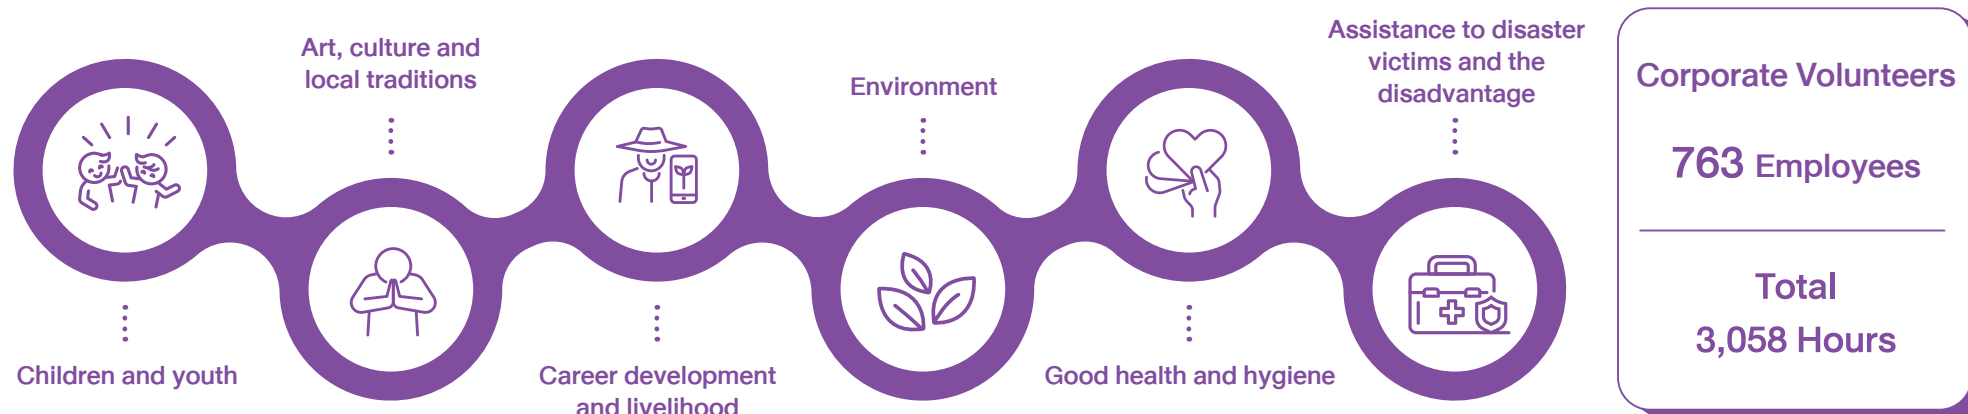 Children and youth
Art, culture and
local traditions
Career development
and livelihood
Environment
Good health and hygiene
Assistance to disaster
victims and the
disadvantage
Corporate Volunteers
763 Employees
Total
3,058 Hours